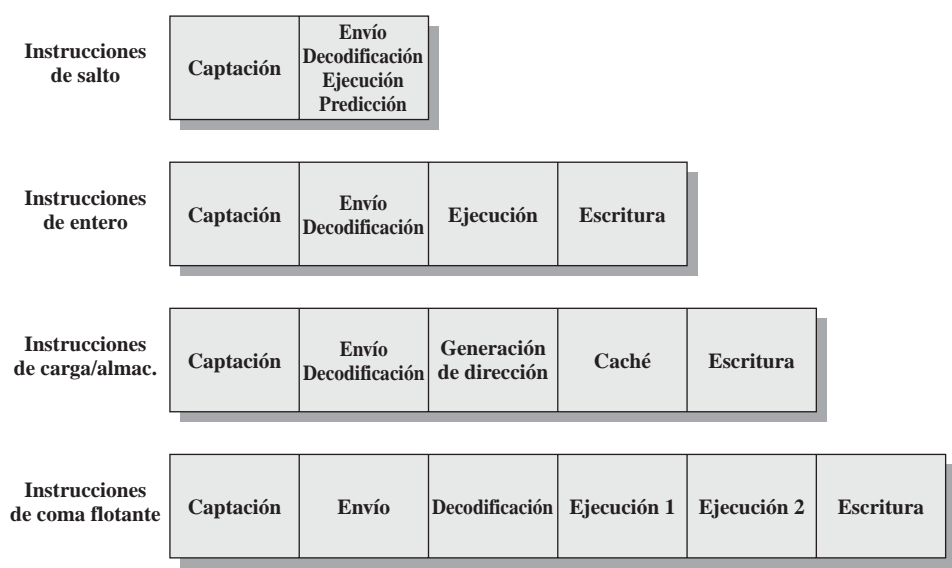 Instrucciones
de salto
Captación
Envío
Decodificación
Ejecución
Predicción
Instrucciones
de entero
Captación
Envío
Decodificación
Ejecución
Escritura
Instrucciones
de carga/almac.
Captación
Envío
Decodificación
Generación
de dirección
Caché
Escritura
Instrucciones
de coma flotante
Captación
Envío
Decodificación
Ejecución 1
Ejecución 2
Escritura